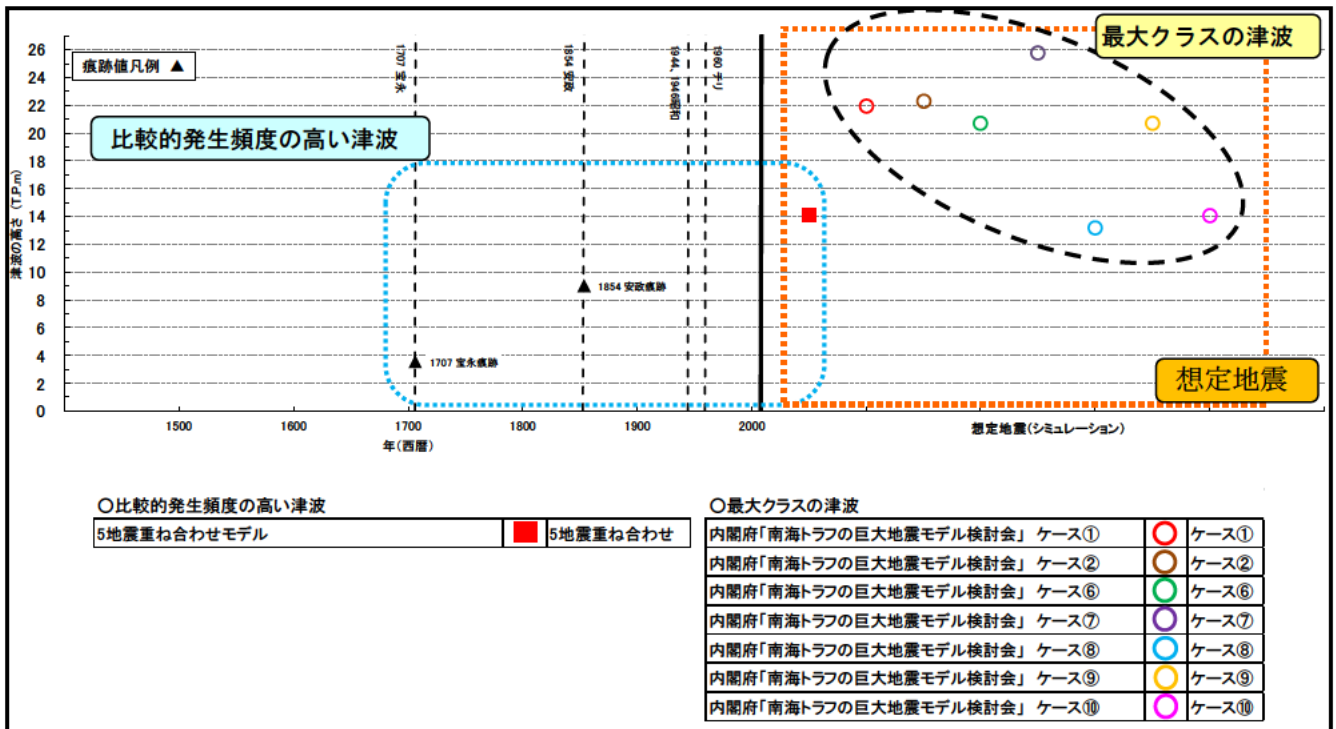 最大クラスの津波
痕跡値凡例 ▲
比較的発生頻度の高い津波
1707 宝永
1854 安政
1944、1946昭和
1960 チリ
津波の高さ (T.P.m)
26
24
22
20
18
16
14
12
10
8
6
4
2
0
▲ 1854 安政痕跡
▲ 1707 宝永痕跡
想定地震
1500 1600 1700 1800 1900 2000
年(西暦)
想定地震(シミュレーション)
〇比較的発生頻度の高い津波
5地震重ね合わせモデル 5地震重ね合わせ
〇最大クラスの津波
内閣府「南海トラフの巨大地震モデル検討会」 ケース① ケース①
内閣府「南海トラフの巨大地震モデル検討会」 ケース② ケース②
内閣府「南海トラフの巨大地震モデル検討会」 ケース⑥ ケース⑥
内閣府「南海トラフの巨大地震モデル検討会」 ケース⑦ ケース⑦
内閣府「南海トラフの巨大地震モデル検討会」 ケース⑧ ケース⑧
内閣府「南海トラフの巨大地震モデル検討会」 ケース⑨ ケース⑨
内閣府「南海トラフの巨大地震モデル検討会」 ケース⑩ ケース⑩